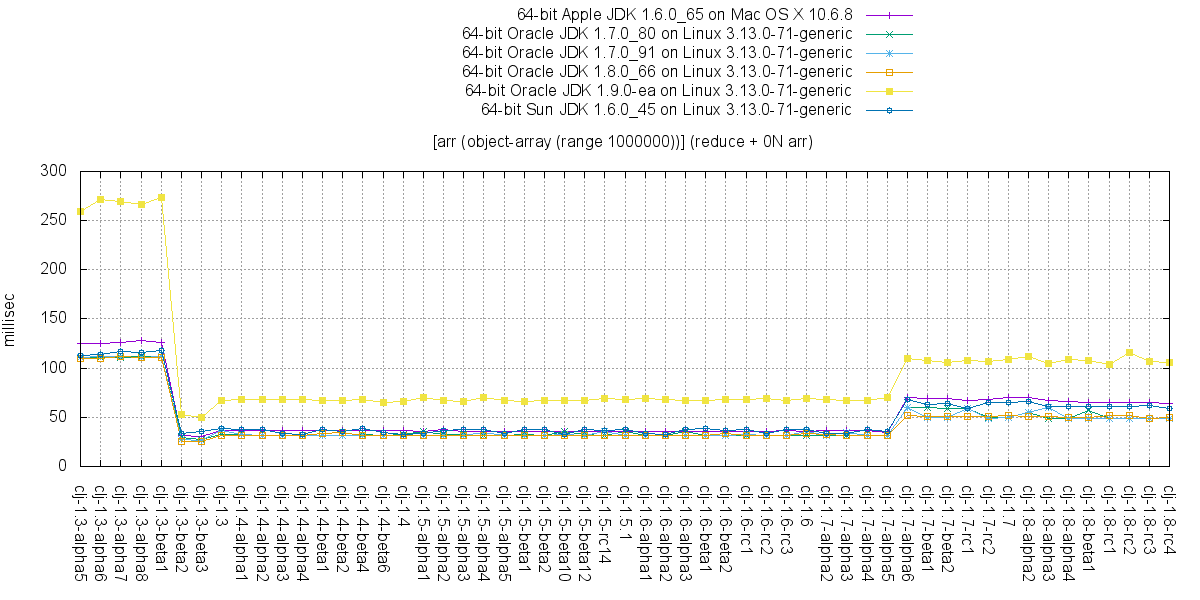 64-bit Apple JDK 1.6.0_65 on Mac OS X 10.6.8
64-bit Oracle JDK 1.7.0_80 on Linux 3.13.0-71-generic
64-bit Oracle JDK 1.7.0_91 on Linux 3.13.0-71-generic
64-bit Oracle JDK 1.8.0_66 on Linux 3.13.0-71-generic
64-bit Oracle JDK 1.9.0-ea on Linux 3.13.0-71-generic
64-bit Sun JDK 1.6.0_45 on Linux 3.13.0-71-generic
[arr (object-array (range 1000000))] (reduce + 0N arr)
300
250
200
150
100
50
0
millisec
clj-1.3-alpha5
clj-1.3-alpha6
clj-1.3-alpha7
clj-1.3-alpha8
clj-1.3-beta1
clj-1.3-beta2
clj-1.3-beta3
clj-1.3
clj-1.4-alpha1
clj-1.4-alpha2
clj-1.4-alpha3
clj-1.4-alpha4
clj-1.4-beta1
clj-1.4-beta2
clj-1.4-beta4
clj-1.4-beta6
clj-1.4
clj-1.5-alpha1
clj-1.5-alpha2
clj-1.5-alpha3
clj-1.5-alpha4
clj-1.5-alpha5
clj-1.5-beta1
clj-1.5-beta2
clj-1.5-beta10
clj-1.5-beta12
clj-1.5-rc14
clj-1.5.1
clj-1.6-alpha1
clj-1.6-alpha2
clj-1.6-alpha3
clj-1.6-beta1
clj-1.6-beta2
clj-1.6-rc1
clj-1.6-rc2
clj-1.6-rc3
clj-1.6
clj-1.7-alpha2
clj-1.7-alpha3
clj-1.7-alpha4
clj-1.7-alpha5
clj-1.7-alpha6
clj-1.7-beta1
clj-1.7-beta2
clj-1.7-rc1
clj-1.7-rc2
clj-1.7
clj-1.8-alpha2
clj-1.8-alpha3
clj-1.8-alpha4
clj-1.8-beta1
clj-1.8-rc1
clj-1.8-rc2
clj-1.8-rc3
clj-1.8-rc4